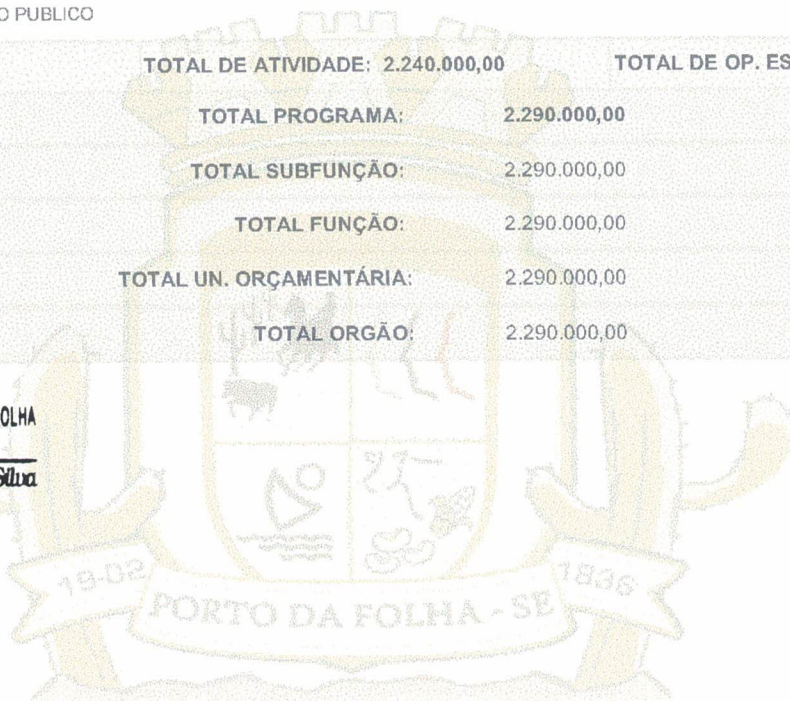 O PUBLICO
TOTAL DE ATIVIDADE: 2.240.000,00 TOTAL DE OP. ES
TOTAL PROGRAMA: 2.290.000,00
TOTAL SUBFUNÇÃO: 2.290.000,00
TOTAL FUNÇÃO: 2.290.000,00
TOTAL UN. ORÇAMENTÁRIA: 2.290.000,00
TOTAL ORGÃO: 2.290.000,00
OLHA
Silva
19-02 1836
PORTO DA FOLHA - SE